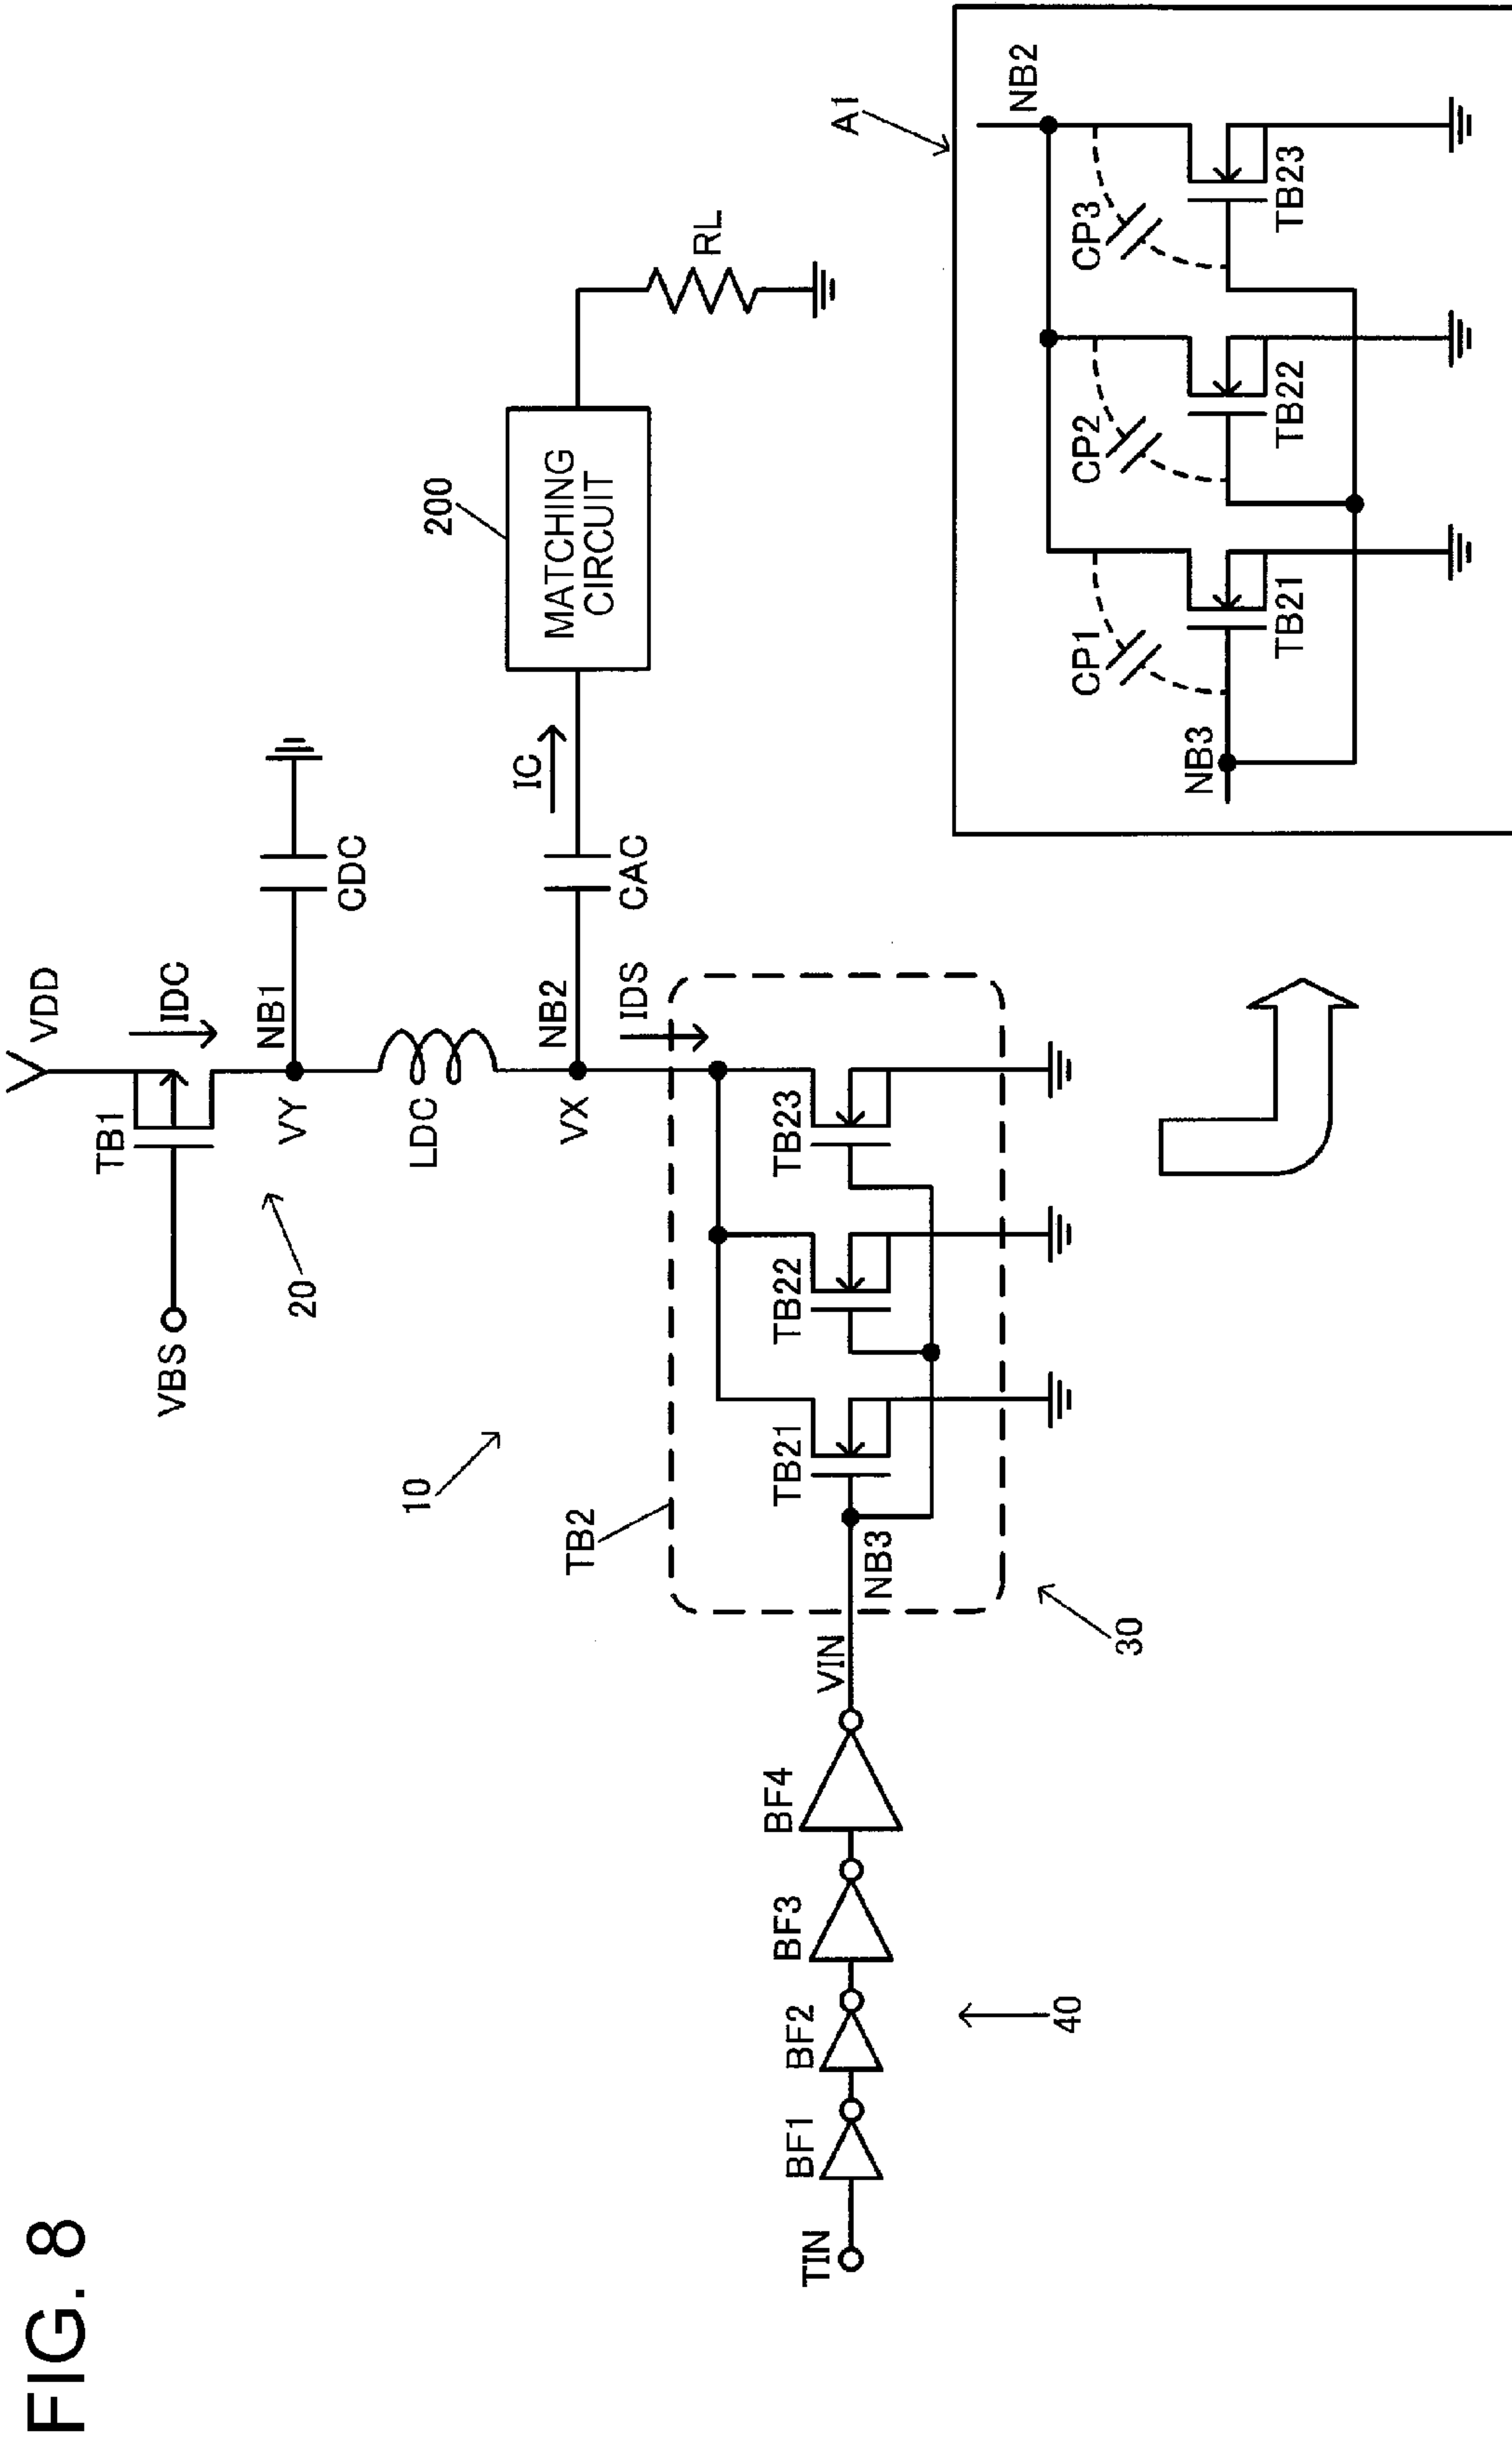 FIG. 8
VDD
TB1
IDC
VBS
20
VY
NB1
CDC
LDC
10
VX
NB2
CAC
IC
200
MATCHING
CIRCUIT
RL
IDS
TB2
TIN
BF1
BF2
BF3
BF4
VIN
NB3
TB21
TB22
TB23
40
30
A1
NB2
CP1
CP2
CP3
NB3
TB21
TB22
TB23